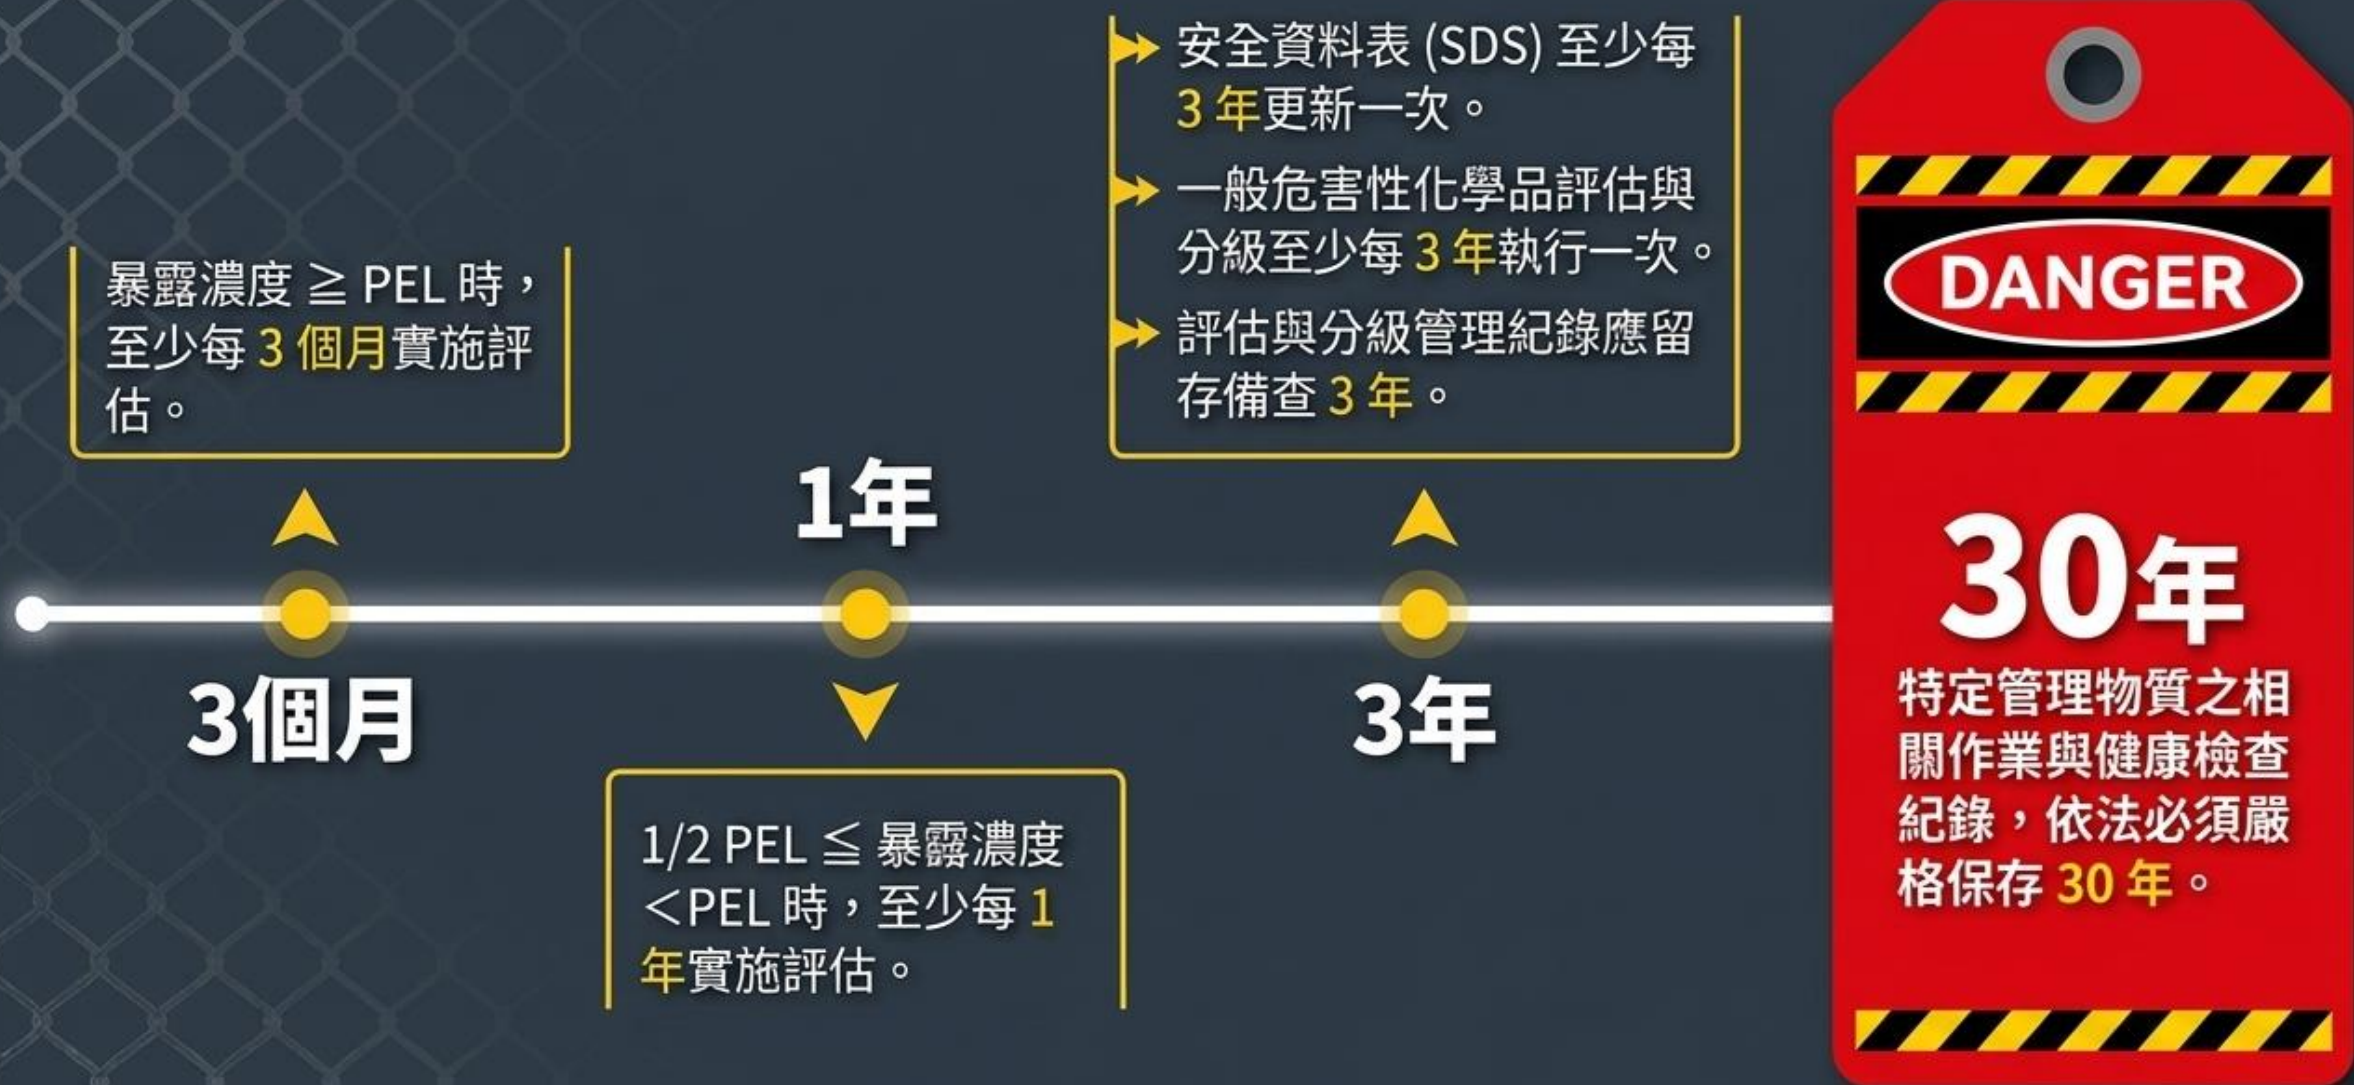 暴露濃度 ≧ PEL 時，
至少每 3 個月實施評
估。
3個月
1年
1/2 PEL ≦ 暴露濃度
＜PEL 時，至少每 1
年實施評估。
安全資料表 (SDS) 至少每
3 年更新一次。
一般危害性化學品評估與
分級至少每 3 年執行一次。
評估與分級管理紀錄應留
存備查 3 年。
3年
DANGER
30年
特定管理物質之相
關作業與健康檢查
紀錄，依法必須嚴
格保存 30 年。